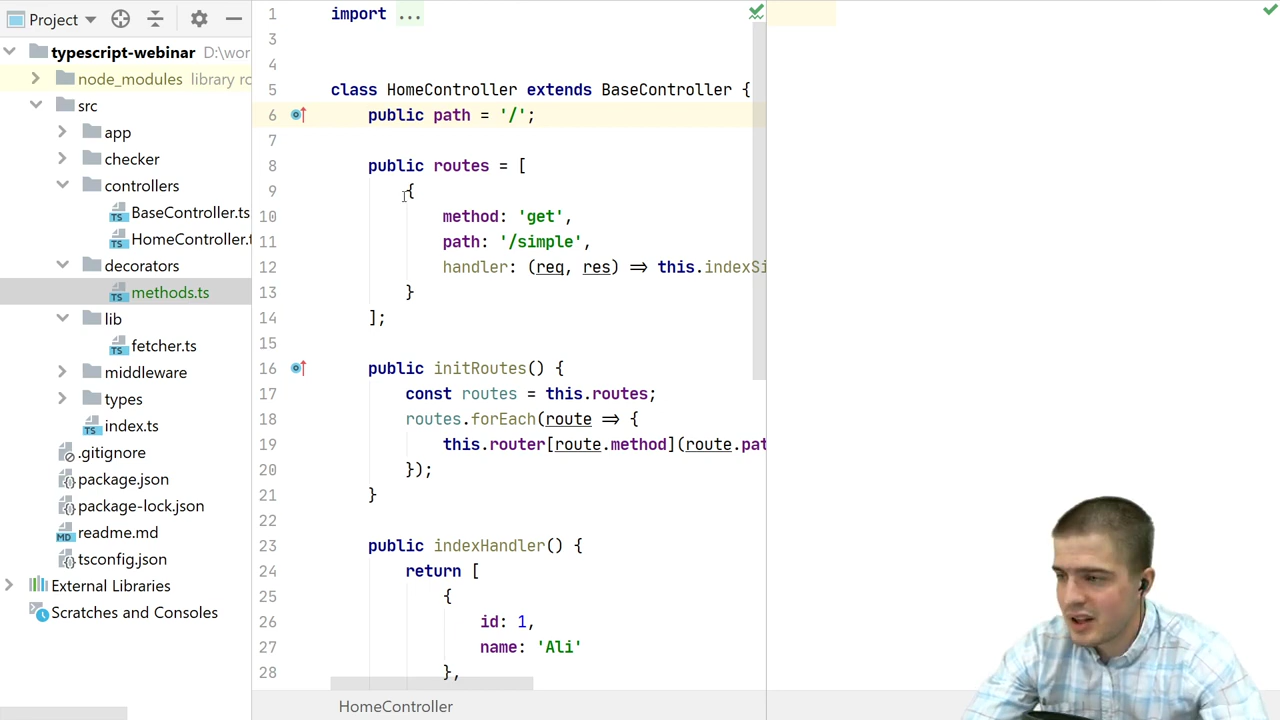 Project
typescript-webinar D:\wor
node_modules library ro
src
app
checker
controllers
BaseController.ts
HomeController.t
decorators
methods.ts
lib
fetcher.ts
middleware
types
index.ts
.gitignore
package.json
package-lock.json
readme.md
tsconfig.json
External Libraries
Scratches and Consoles
1 import ...
3
4
5 class HomeController extends BaseController {
6 public path = '/';
7
8 public routes = [
9 {
10 method: 'get',
11 path: '/simple',
12 handler: (req, res) => this.indexSi
13 }
14 ];
15
16 public initRoutes() {
17 const routes = this.routes;
18 routes.forEach(route => {
19 this.router[route.method](route.pat
20 });
21 }
22
23 public indexHandler() {
24 return [
25 {
26 id: 1,
27 name: 'Ali'
28 },
HomeController